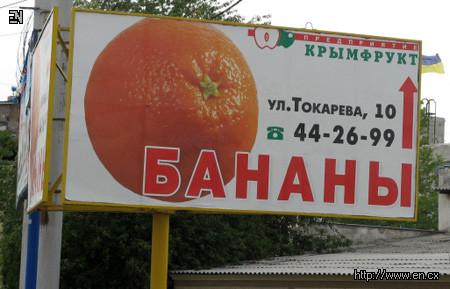 EN
ПРЕДПРИЯТИЕ
КРЫМФРУКТ
ул.Токарева, 10
☎ 44-26-99
БАНАНЫ
http://www.en.cx